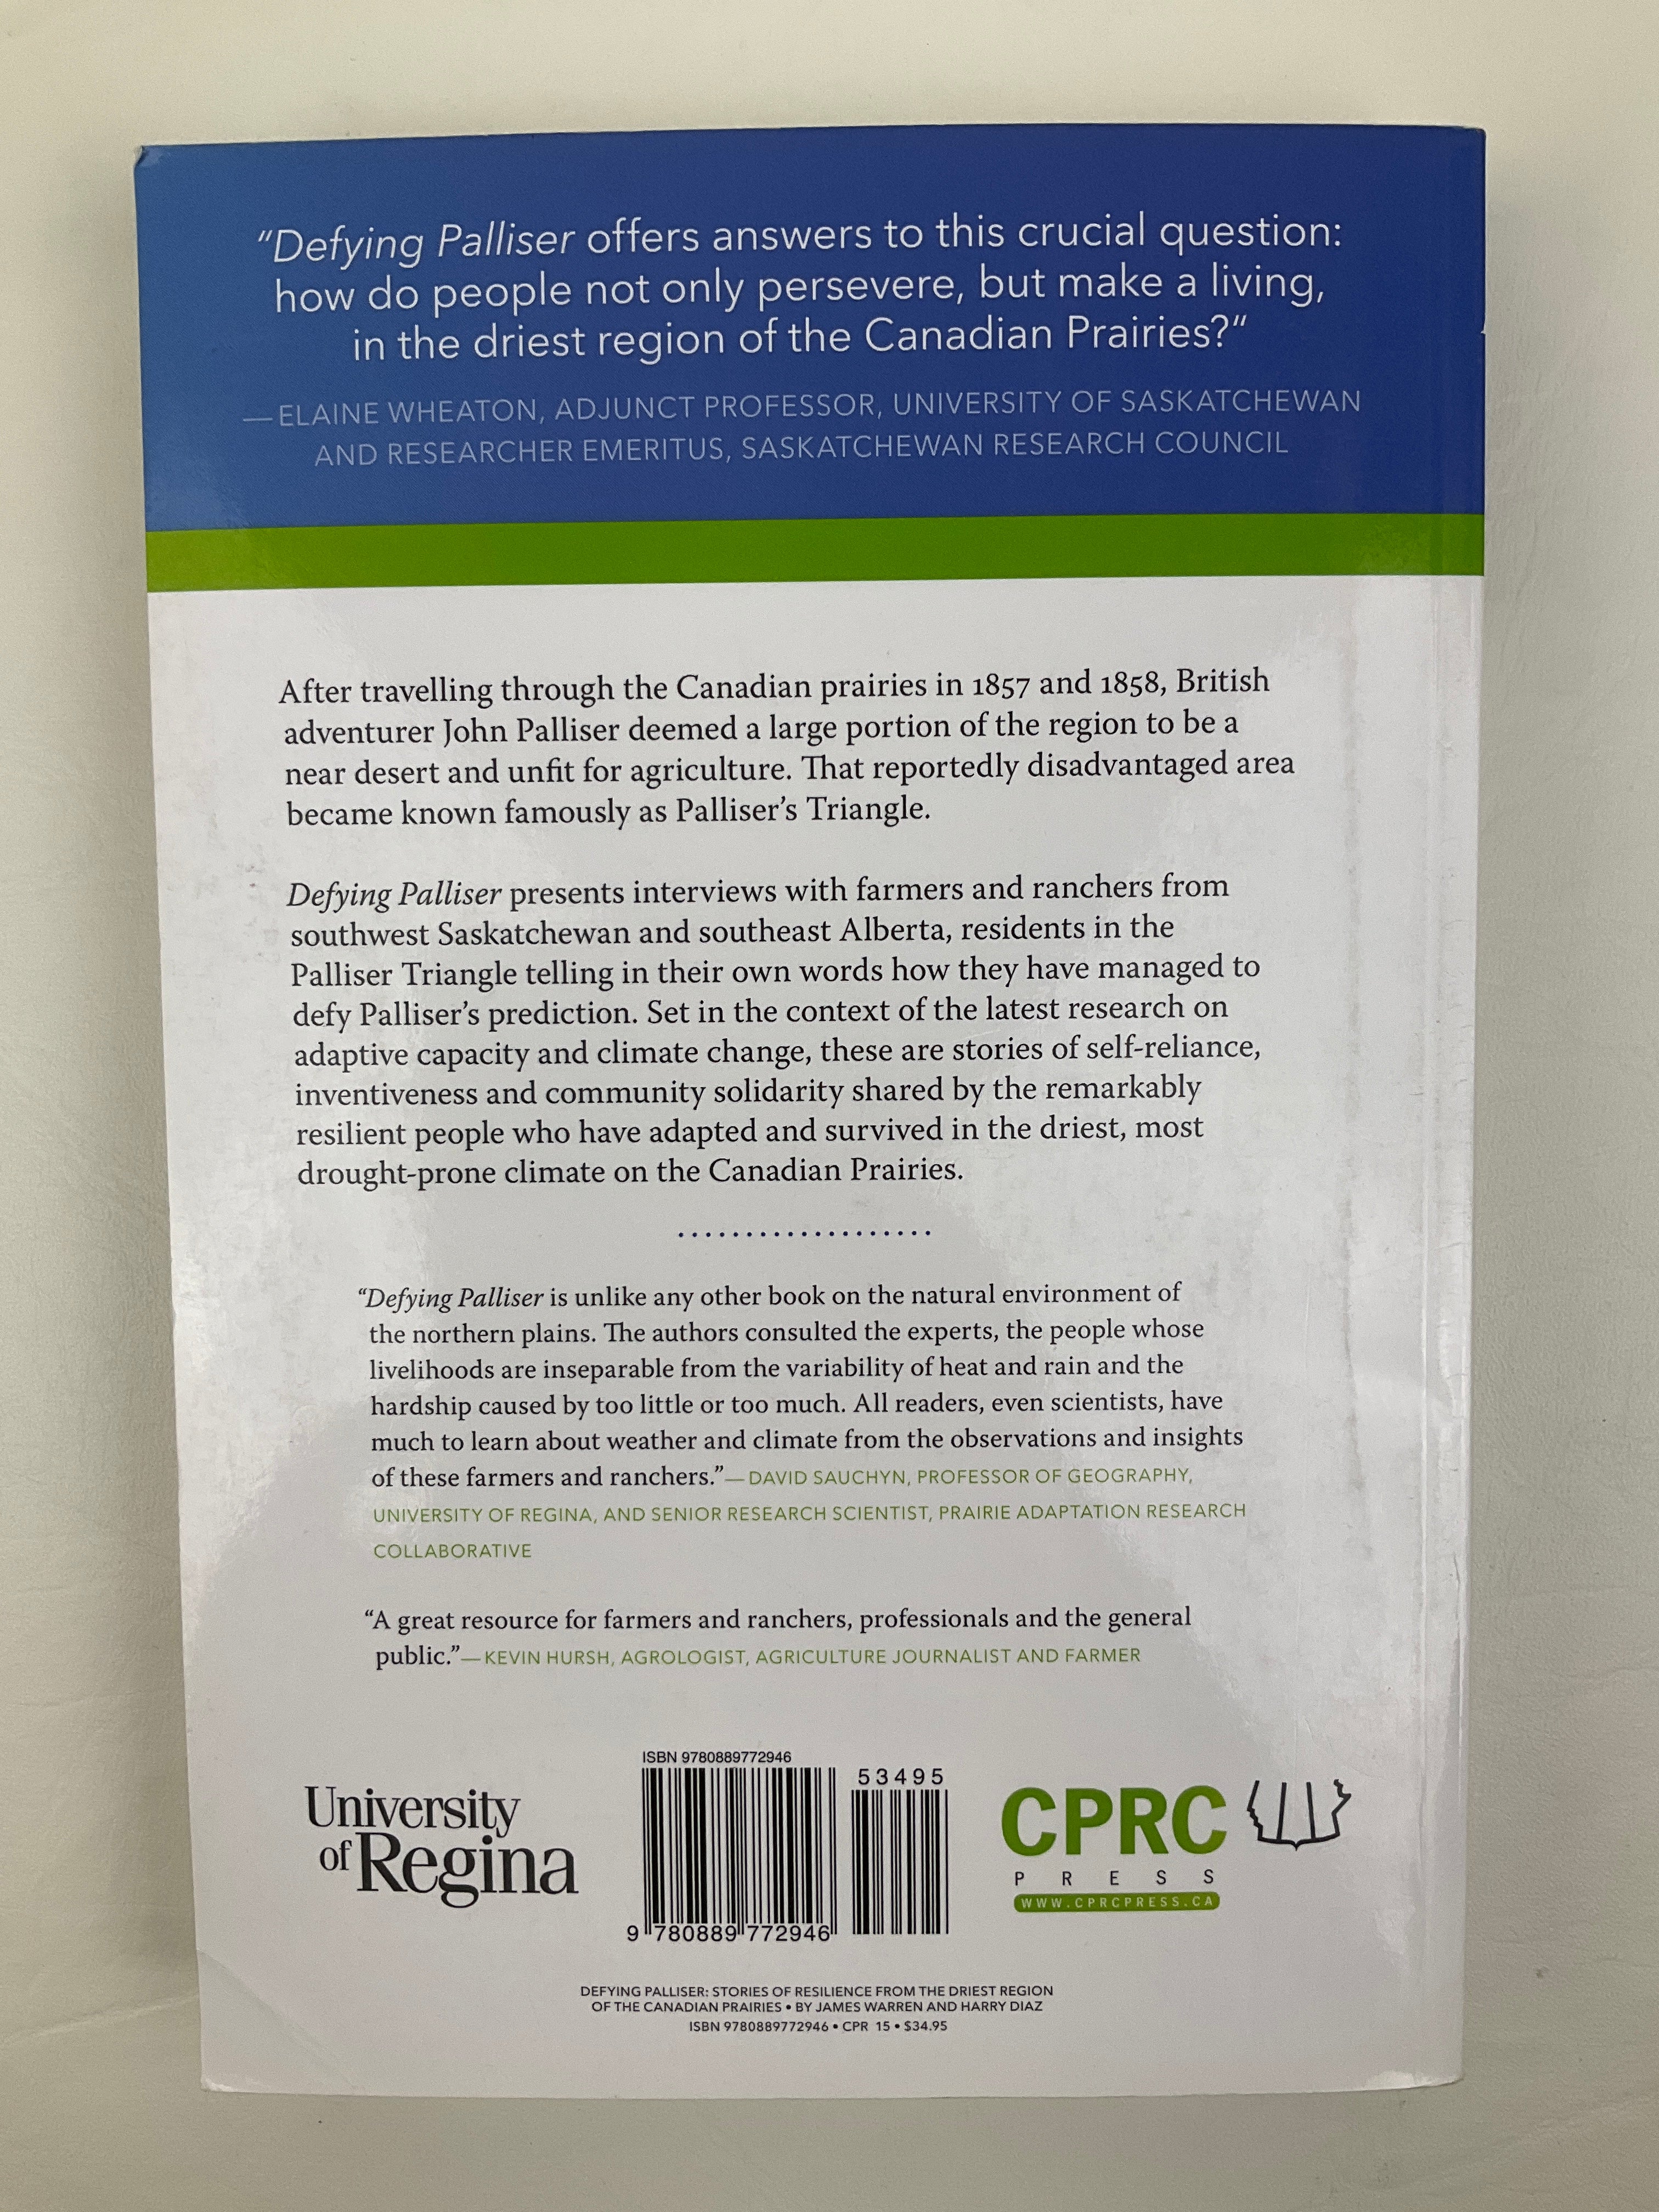 "Defying Palliser offers answers to this crucial question:
how do people not only persevere, but make a living,
in the driest region of the Canadian Prairies?"
—ELAINE WHEATON, ADJUNCT PROFESSOR, UNIVERSITY OF SASKATCHEWAN
AND RESEARCHER EMERITUS, SASKATCHEWAN RESEARCH COUNCIL
After travelling through the Canadian prairies in 1857 and 1858, British
adventurer John Palliser deemed a large portion of the region to be a
near desert and unfit for agriculture. That reportedly disadvantaged area
became known famously as Palliser's Triangle.
Defying Palliser presents interviews with farmers and ranchers from
southwest Saskatchewan and southeast Alberta, residents in the
Palliser Triangle telling in their own words how they have managed to
defy Palliser's prediction. Set in the context of the latest research on
adaptive capacity and climate change, these are stories of self-reliance,
inventiveness and community solidarity shared by the remarkably
resilient people who have adapted and survived in the driest, most
drought-prone climate on the Canadian Prairies.
...................
“Defying Palliser is unlike any other book on the natural environment of
the northern plains. The authors consulted the experts, the people whose
livelihoods are inseparable from the variability of heat and rain and the
hardship caused by too little or too much. All readers, even scientists, have
much to learn about weather and climate from the observations and insights
of these farmers and ranchers.”—DAVID SAUCHYN, PROFESSOR OF GEOGRAPHY,
UNIVERSITY OF REGINA, AND SENIOR RESEARCH SCIENTIST, PRAIRIE ADAPTATION RESEARCH
COLLABORATIVE
“A great resource for farmers and ranchers, professionals and the general
public.”—KEVIN HURSH, AGROLOGIST, AGRICULTURE JOURNALIST AND FARMER
University
of Regina
ISBN 9780889772946
53495
9 780889 772946
CPRC
PRESS
WWW.CPRCPRESS.CA
DEFYING PALLISER: STORIES OF RESILIENCE FROM THE DRIEST REGION
OF THE CANADIAN PRAIRIES • BY JAMES WARREN AND HARRY DIAZ
ISBN 9780889772946 • CPR 15 • $34.95